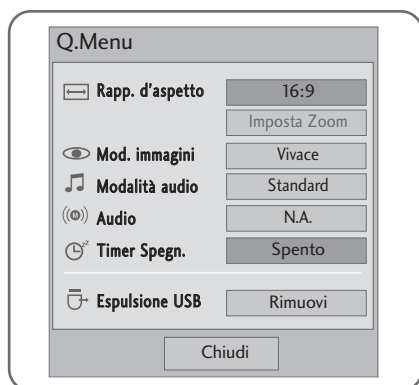 Q.Menu
Rapp. d'aspetto 16:9
Imposta Zoom
Mod. immagini Vivace
Modalità audio Standard
Audio N.A.
Timer Spegn. Spento
Espulsione USB Rimuovi
Chiudi